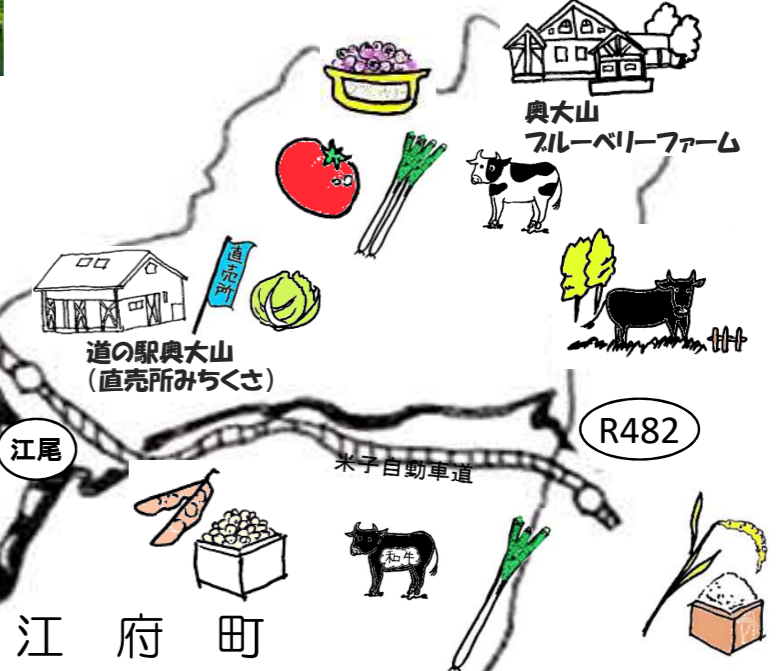 奥大山
ブルーベリーファーム
直売所
道の駅奥大山
（直売所みちくさ）
江尾
R482
米子自動車道
和牛
江府町